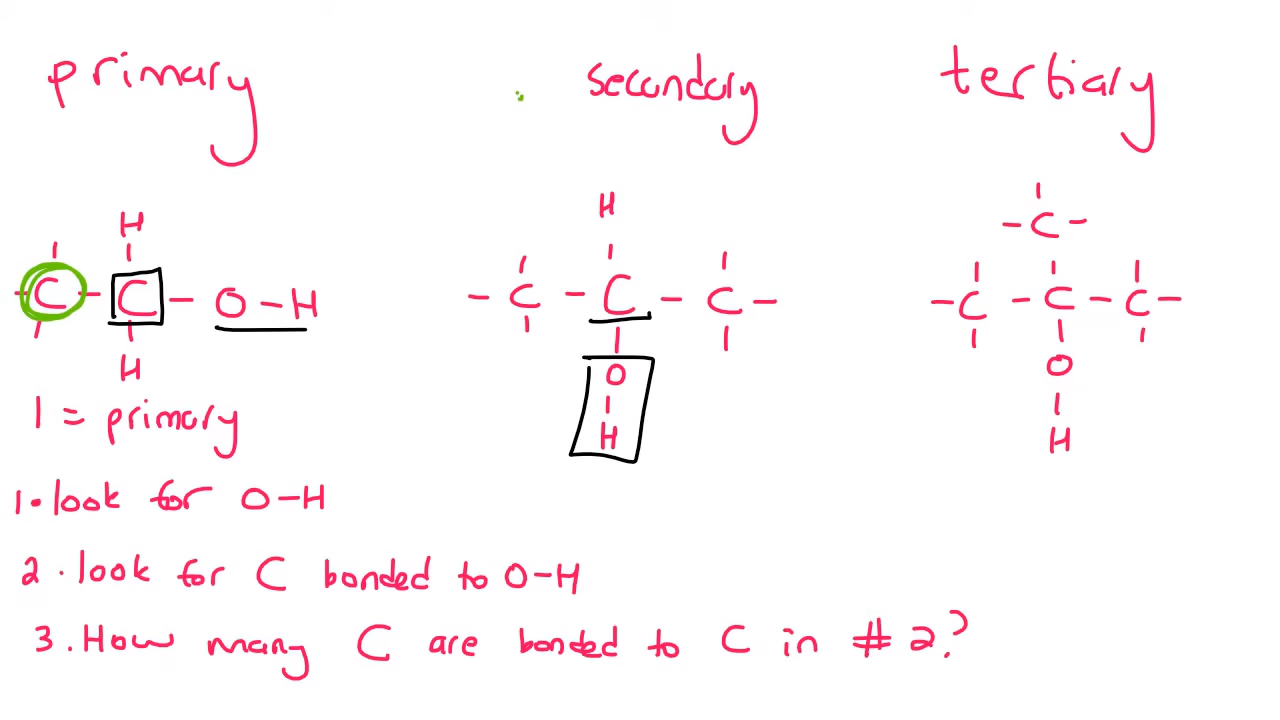 primary secondary tertiary
H H - C -
- C - C - O - H - C - C - C - - C - C - C -
H O O
H H
1 = primary
1. look for O-H
2. look for C bonded to O-H
3. How many C are bonded to C in #2?